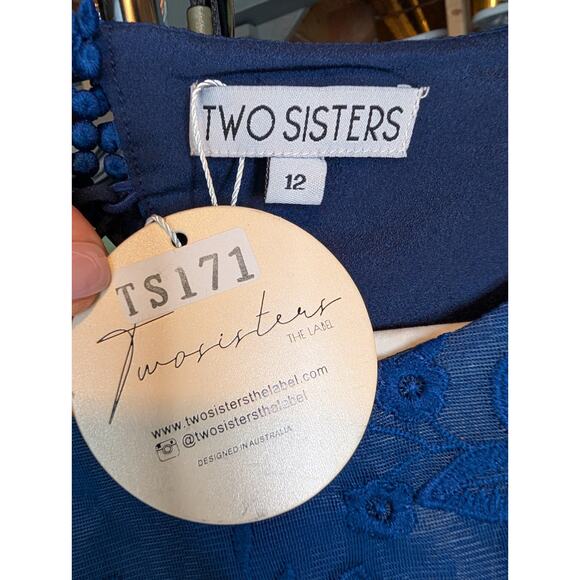 TWO SISTERS
12
TS171
Twosisters
THE LABEL
www.twosistersthelabel.com
@twosistersthelabel
DESIGNED IN AUSTRALIA